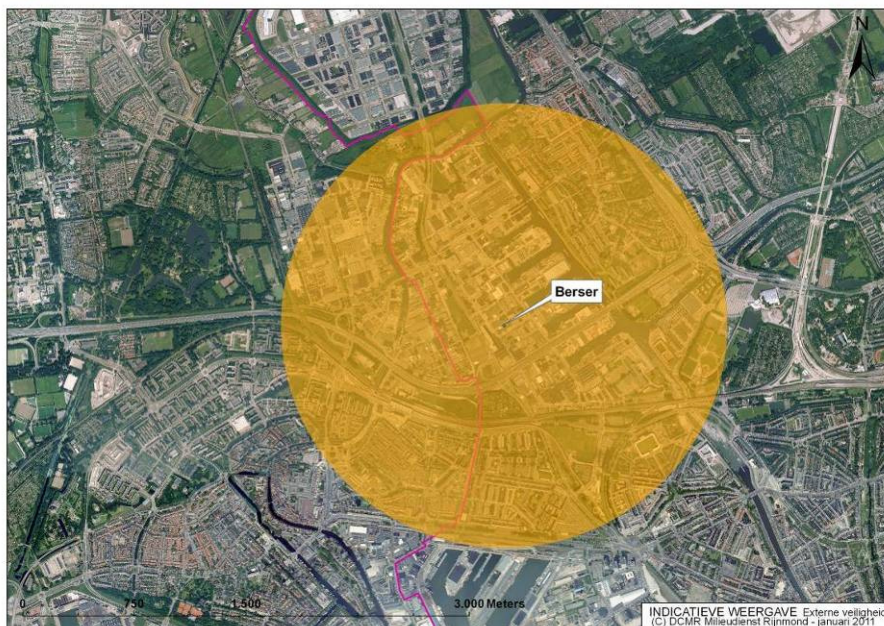 N
Berser
0 750 1.500 3.000 Meters
INDICATIEVE WEERGAVE Externe veiligheid
(C) DCMR Milieudienst Rijnmond - januari 2011